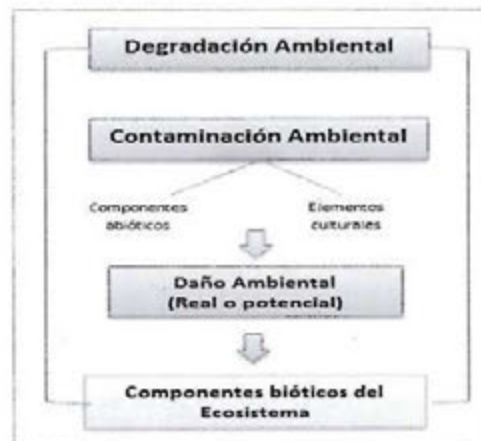 Degradación Ambiental
Contaminación Ambiental
Componentes
abióticos
Elementos
culturales
Daño Ambiental
(Real o potencial)
Componentes bióticos del
Ecosistema